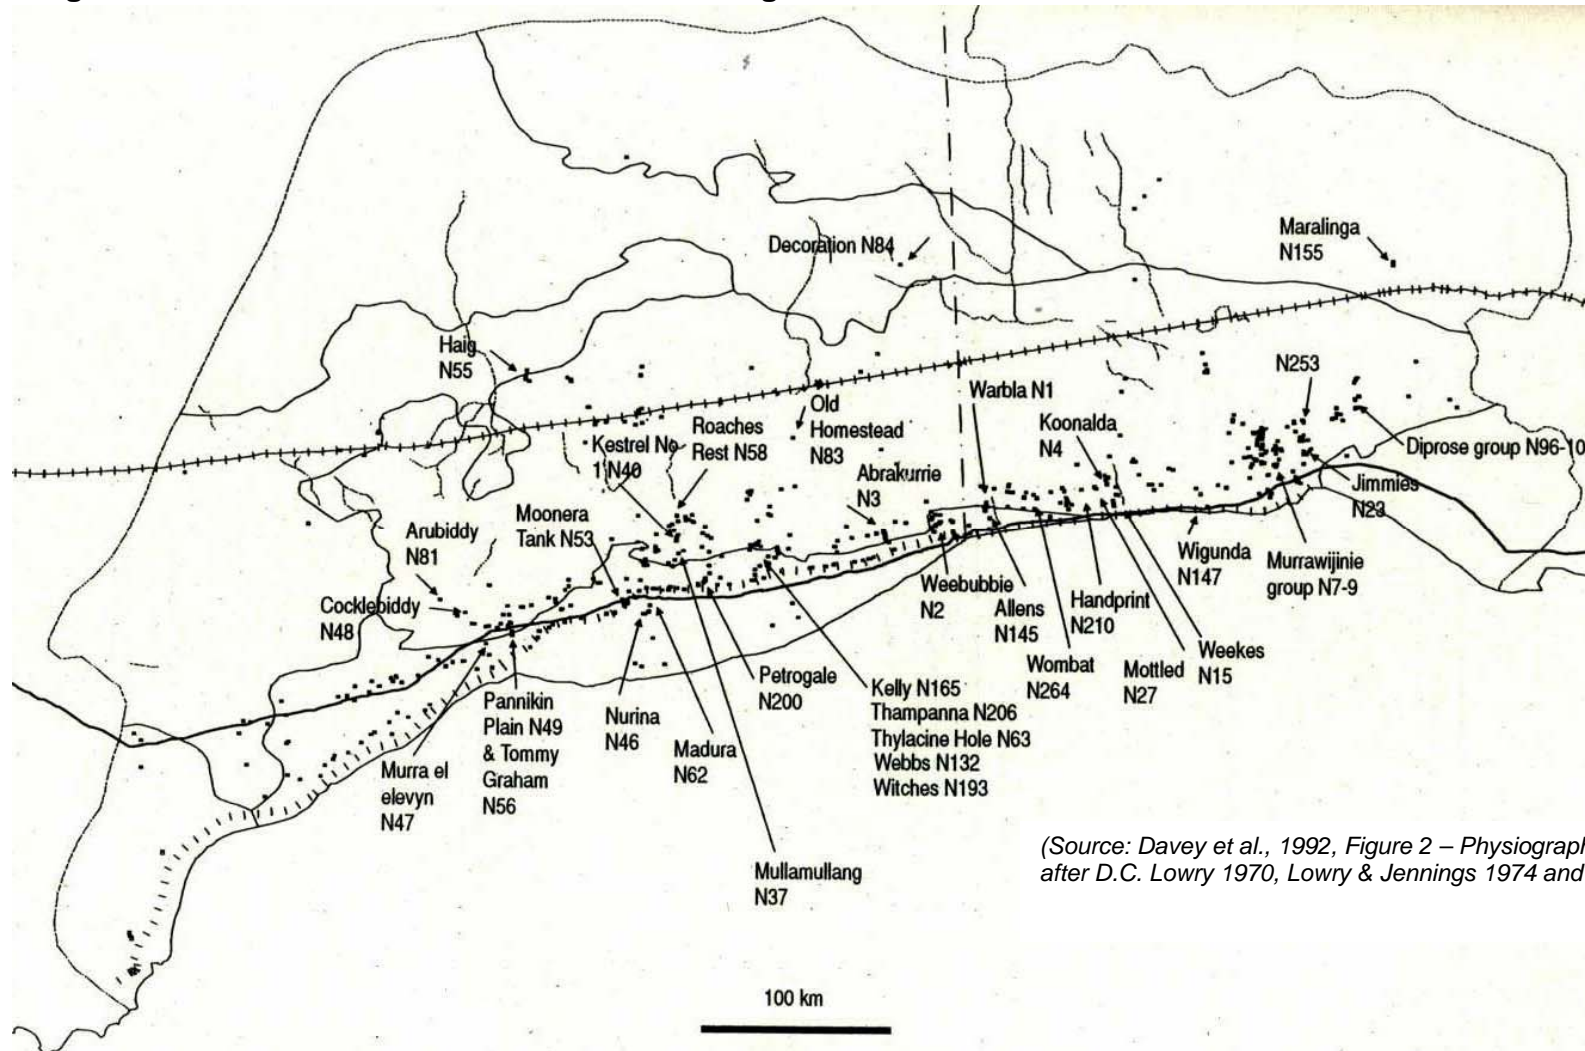 Decoration N84
Maralinga
N155
Haig
N55
N253
Warbla N1
Koonalda
N4
Old
Homestead
N83
Roaches
Rest N58
Kestrel No
1 N40
Abrakurrie
N3
Diprose group N96-10
Jimmies
N23
Moonera
Tank N53
Arubiddy
N81
Cocklebiddy
N48
Wigunda
N147
Murrawijinie
group N7-9
Weebubbie
N2
Allens
N145
Handprint
N210
Weekes
N15
Wombat
N264
Mottled
N27
Pannikin
Plain N49
& Tommy
Graham
N56
Nurina
N46
Madura
N62
Petrogale
N200
Kelly N165
Thampanna N206
Thylacine Hole N63
Webbs N132
Witches N193
Murra el
elevyn
N47
Mullamullang
N37
(Source: Davey et al., 1992, Figure 2 – Physiograph
after D.C. Lowry 1970, Lowry & Jennings 1974 and
100 km